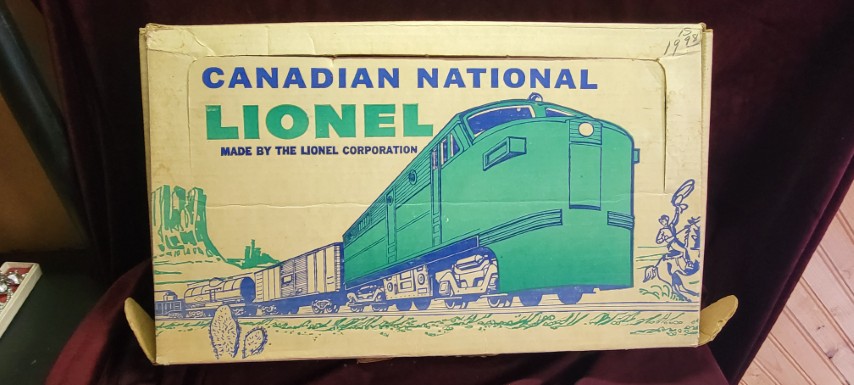 CANADIAN NATIONAL
LIONEL
MADE BY THE LIONEL CORPORATION